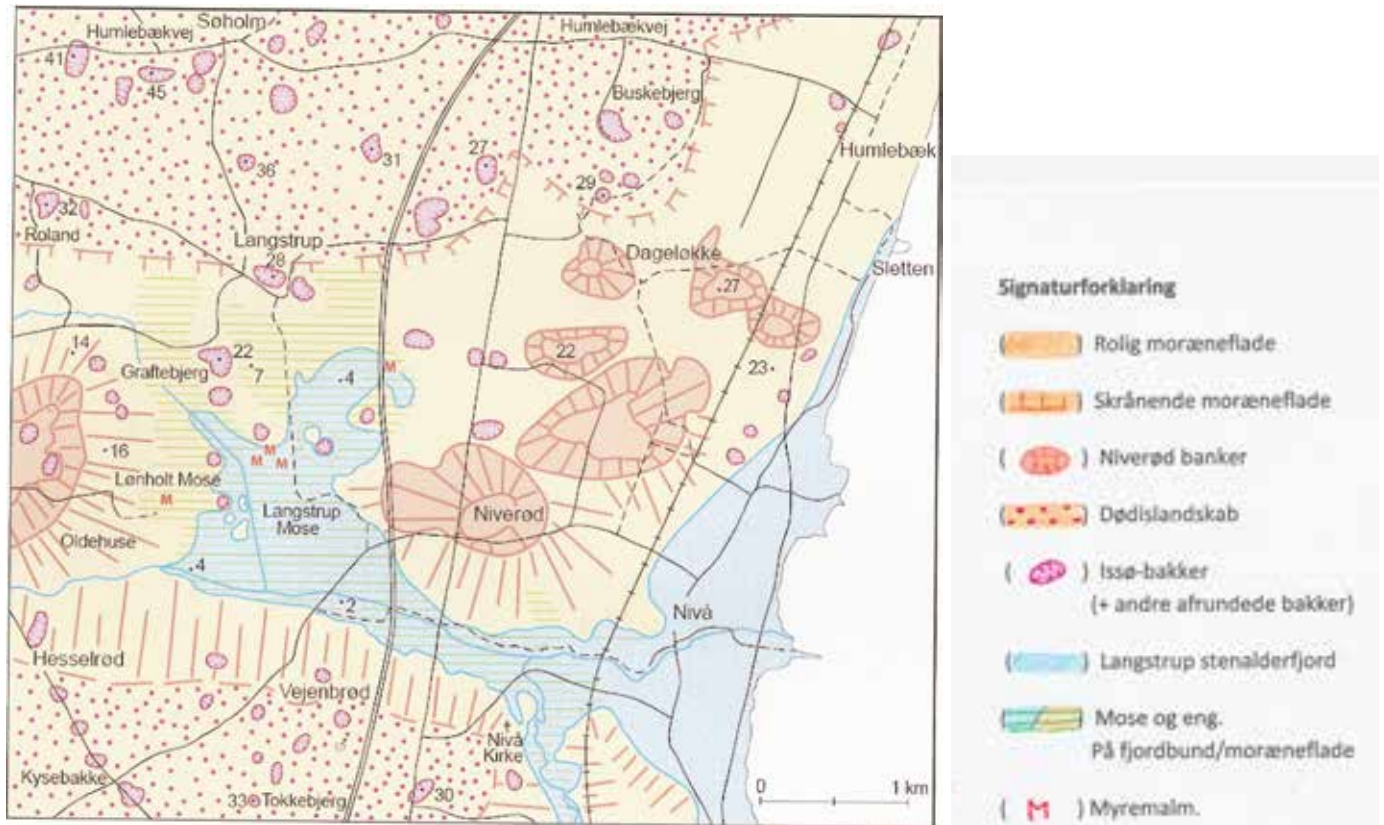 Søholm
Humlebækvej
Humlebækvej
41
45
Buskebjerg
36
31
27
Humlebæk
29
32
Roland
Langstrup
28
Dageløkke
Sletten
27
14
22
7
Graftebjerg
4
22
23
M
16
M
M
M
Lønholt Mose
M
Langstrup
Mose
Niverød
Oldehuse
4
2
Nivå
Hesselrød
Vejenbrød
Nivå
Kirke
Kysebakke
33
Tokkebjerg
30
0
1 km
Signaturforklaring
( ) Rolig moræneflade
( ) Skrånende moræneflade
( ) Niverød banker
( ) Dødislandskab
( ) Issø-bakker
(+ andre afrundede bakker)
( ) Langstrup stenalderfjord
( ) Mose og eng.
På fjordbund/moræneflade
( M ) Myremalm.